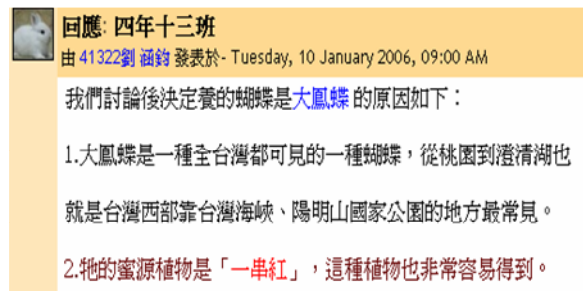 回應: 四年十三班
由 41322劉 涵鈞 發表於- Tuesday, 10 January 2006, 09:00 AM
我們討論後決定養的蝴蝶是大鳳蝶 的原因如下：
1.大鳳蝶是一種全台灣都可見的一種蝴蝶，從桃園到澄清湖也
就是台灣西部靠台灣海峽、陽明山國家公園的地方最常見。
2.牠的蜜源植物是「一串紅」，這種植物也非常容易得到。